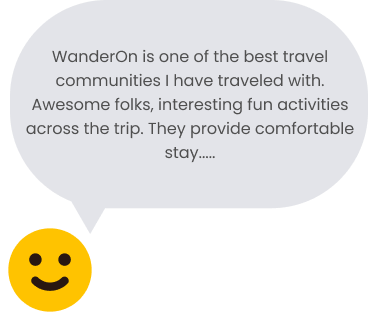 WanderOn is one of the best travel
communities I have traveled with.
Awesome folks, interesting fun activities
across the trip. They provide comfortable
stay.....